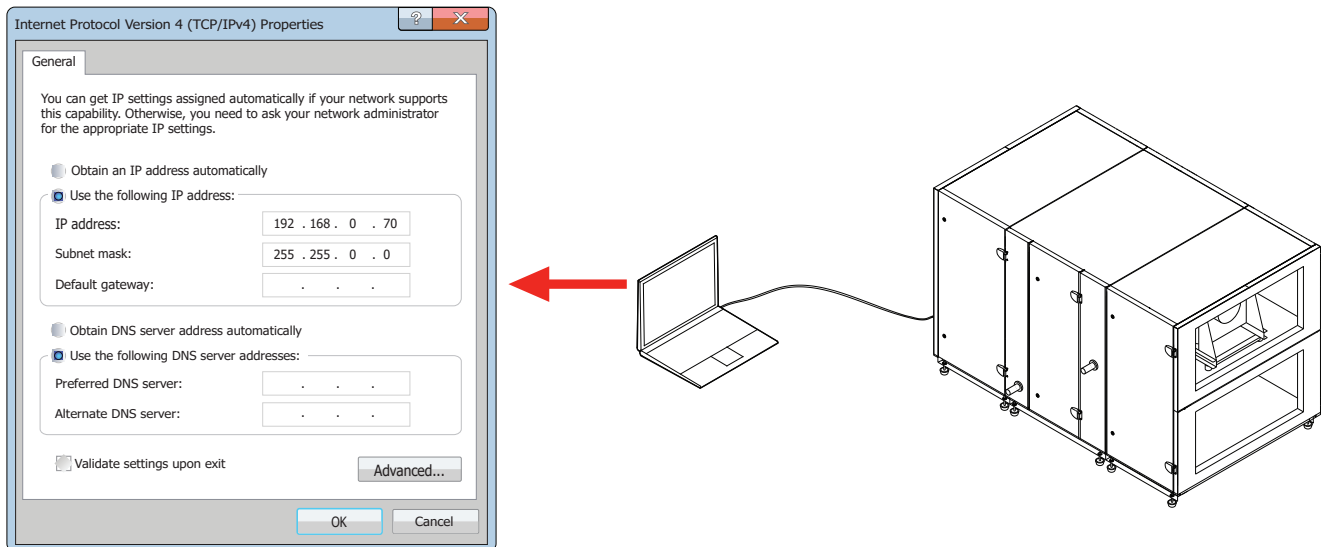 Internet Protocol Version 4 (TCP/IPv4) Properties
?
X
General
You can get IP settings assigned automatically if your network supports
this capability. Otherwise, you need to ask your network administrator
for the appropriate IP settings.
Obtain an IP address automatically
Use the following IP address:
IP address: 192 . 168 . 0 . 70
Subnet mask: 255 . 255 . 0 . 0
Default gateway: . . .
Obtain DNS server address automatically
Use the following DNS server addresses:
Preferred DNS server: . . .
Alternate DNS server: . . .
Validate settings upon exit
Advanced...
OK Cancel